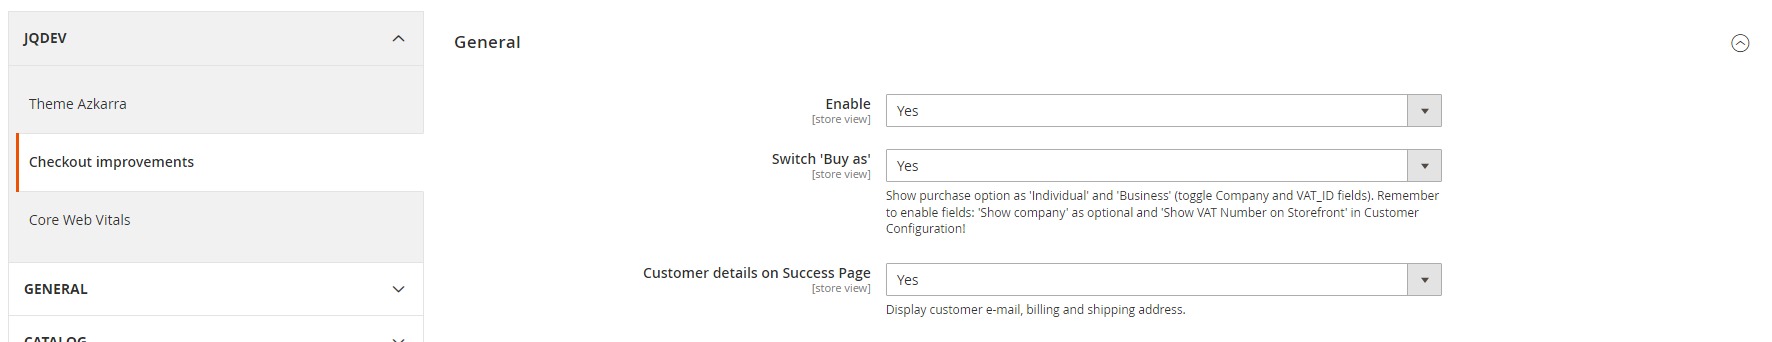 JQDEV
Theme Azkarra
Checkout improvements
Core Web Vitals
GENERAL
CATALOG
General
Enable
[store view]
Yes
Switch 'Buy as'
[store view]
Yes
Show purchase option as 'Individual' and 'Business' (toggle Company and VAT_ID fields). Remember
to enable fields: 'Show company' as optional and 'Show VAT Number on Storefront' in Customer
Configuration!
Customer details on Success Page
[store view]
Yes
Display customer e-mail, billing and shipping address.